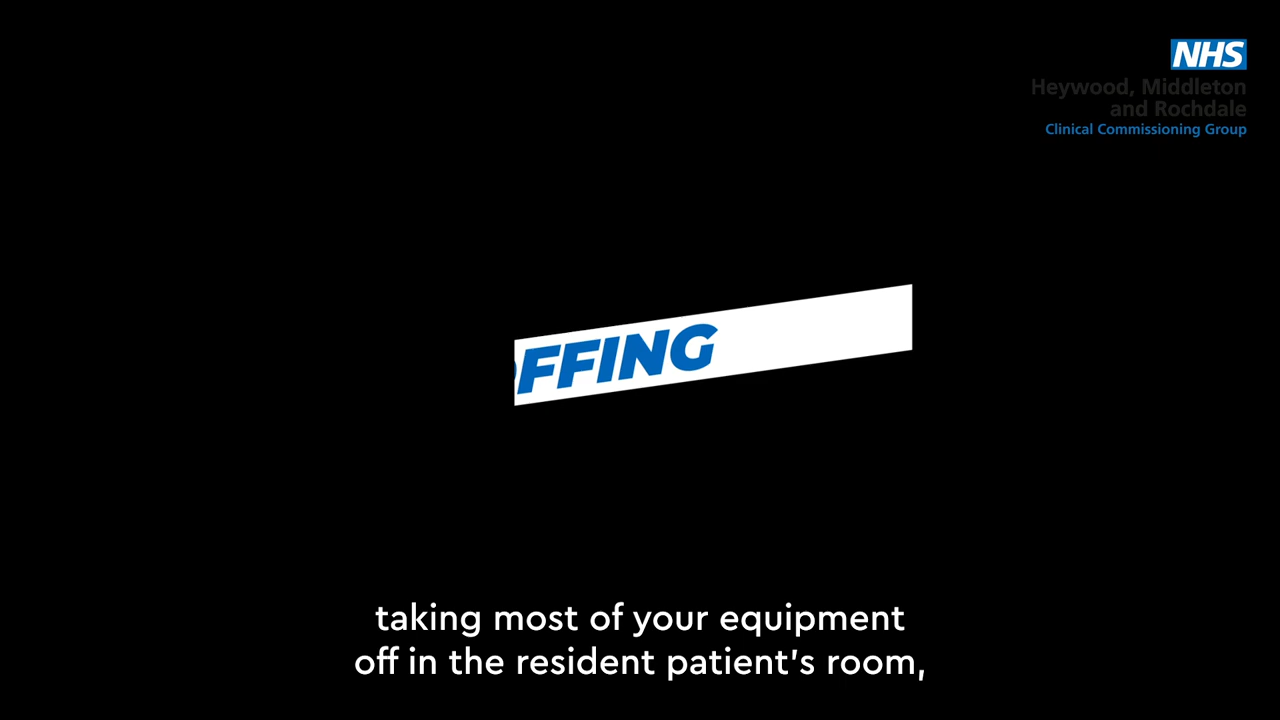 NHS
Heywood, Middleton
and Rochdale
Clinical Commissioning Group
FFING
taking most of your equipment
off in the resident patient's room,